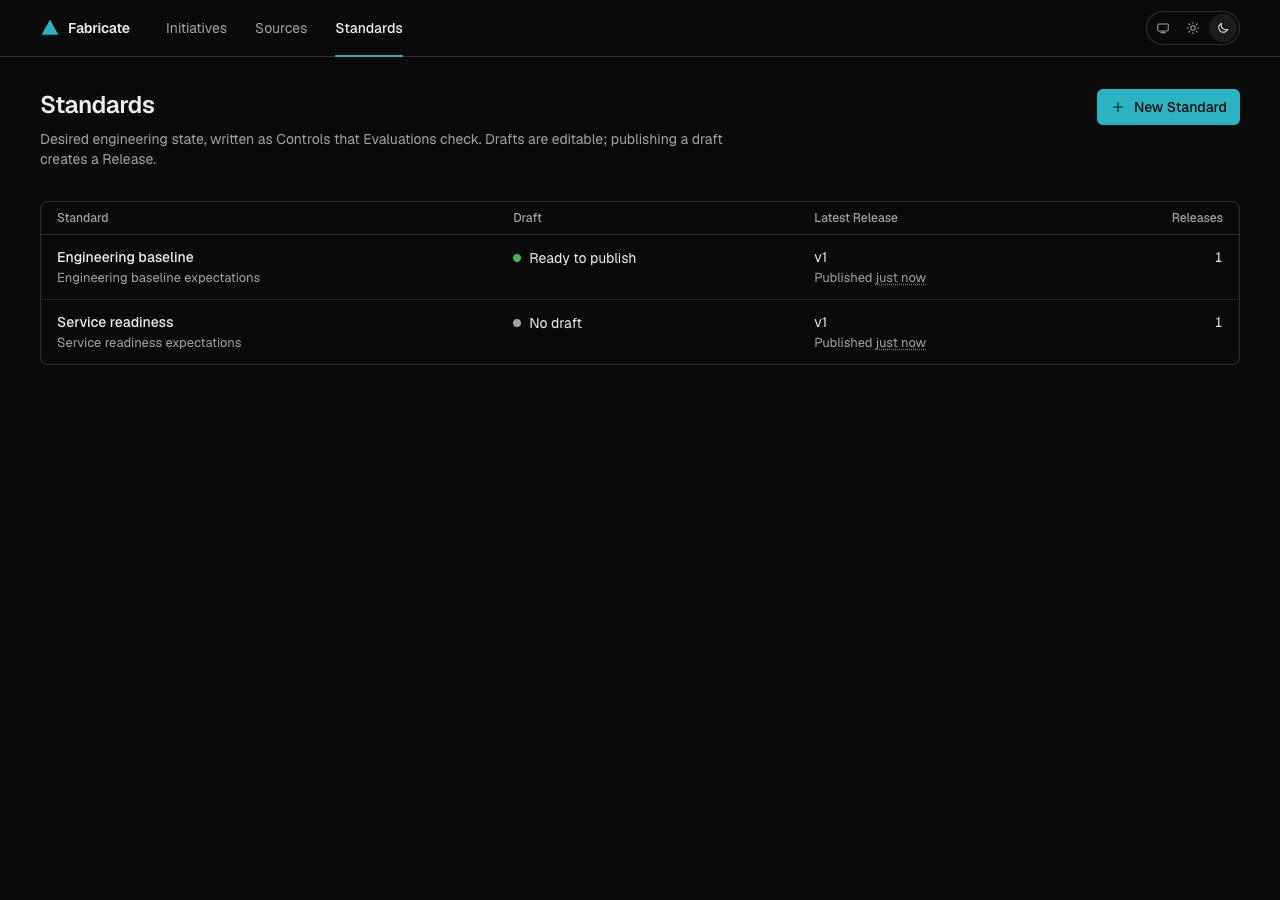 Fabricate
Initiatives
Sources
Standards
Standards
New Standard
Desired engineering state, written as Controls that Evaluations check. Drafts are editable; publishing a draft
creates a Release.
Standard Draft Latest Release Releases
Engineering baseline Ready to publish v1 1
Engineering baseline expectations Published just now
Service readiness No draft v1 1
Service readiness expectations Published just now